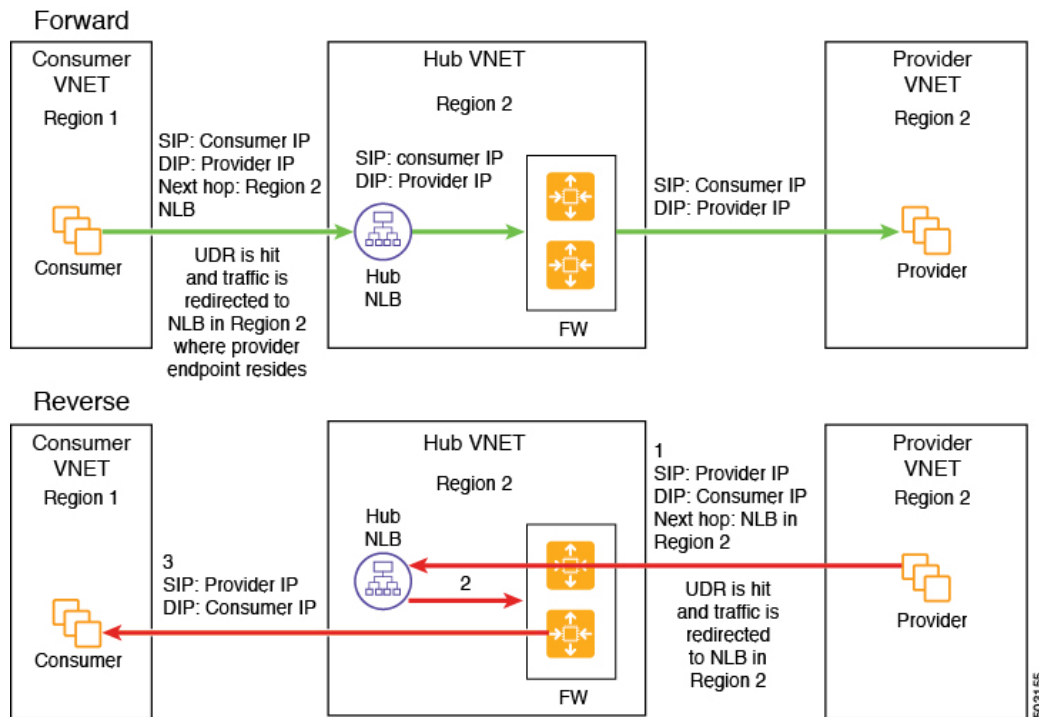 Forward
Consumer
VNET
Region 1
SIP: Consumer IP
DIP: Provider IP
Next hop: Region 2
NLB
Consumer
UDR is hit
and traffic is
redirected to
NLB in Region 2
where provider
endpoint resides
Hub VNET
Region 2
SIP: consumer IP
DIP: Provider IP
Hub
NLB
FW
SIP: Consumer IP
DIP: Provider IP
Provider
VNET
Region 2
Provider
Reverse
Consumer
VNET
Region 1
3
SIP: Provider IP
DIP: Consumer IP
Consumer
Hub VNET
Region 2
Hub
NLB
2
FW
1
SIP: Provider IP
DIP: Consumer IP
Next hop: NLB in
Region 2
UDR is hit
and traffic is
redirected
to NLB in
Region 2
Provider
VNET
Region 2
Provider